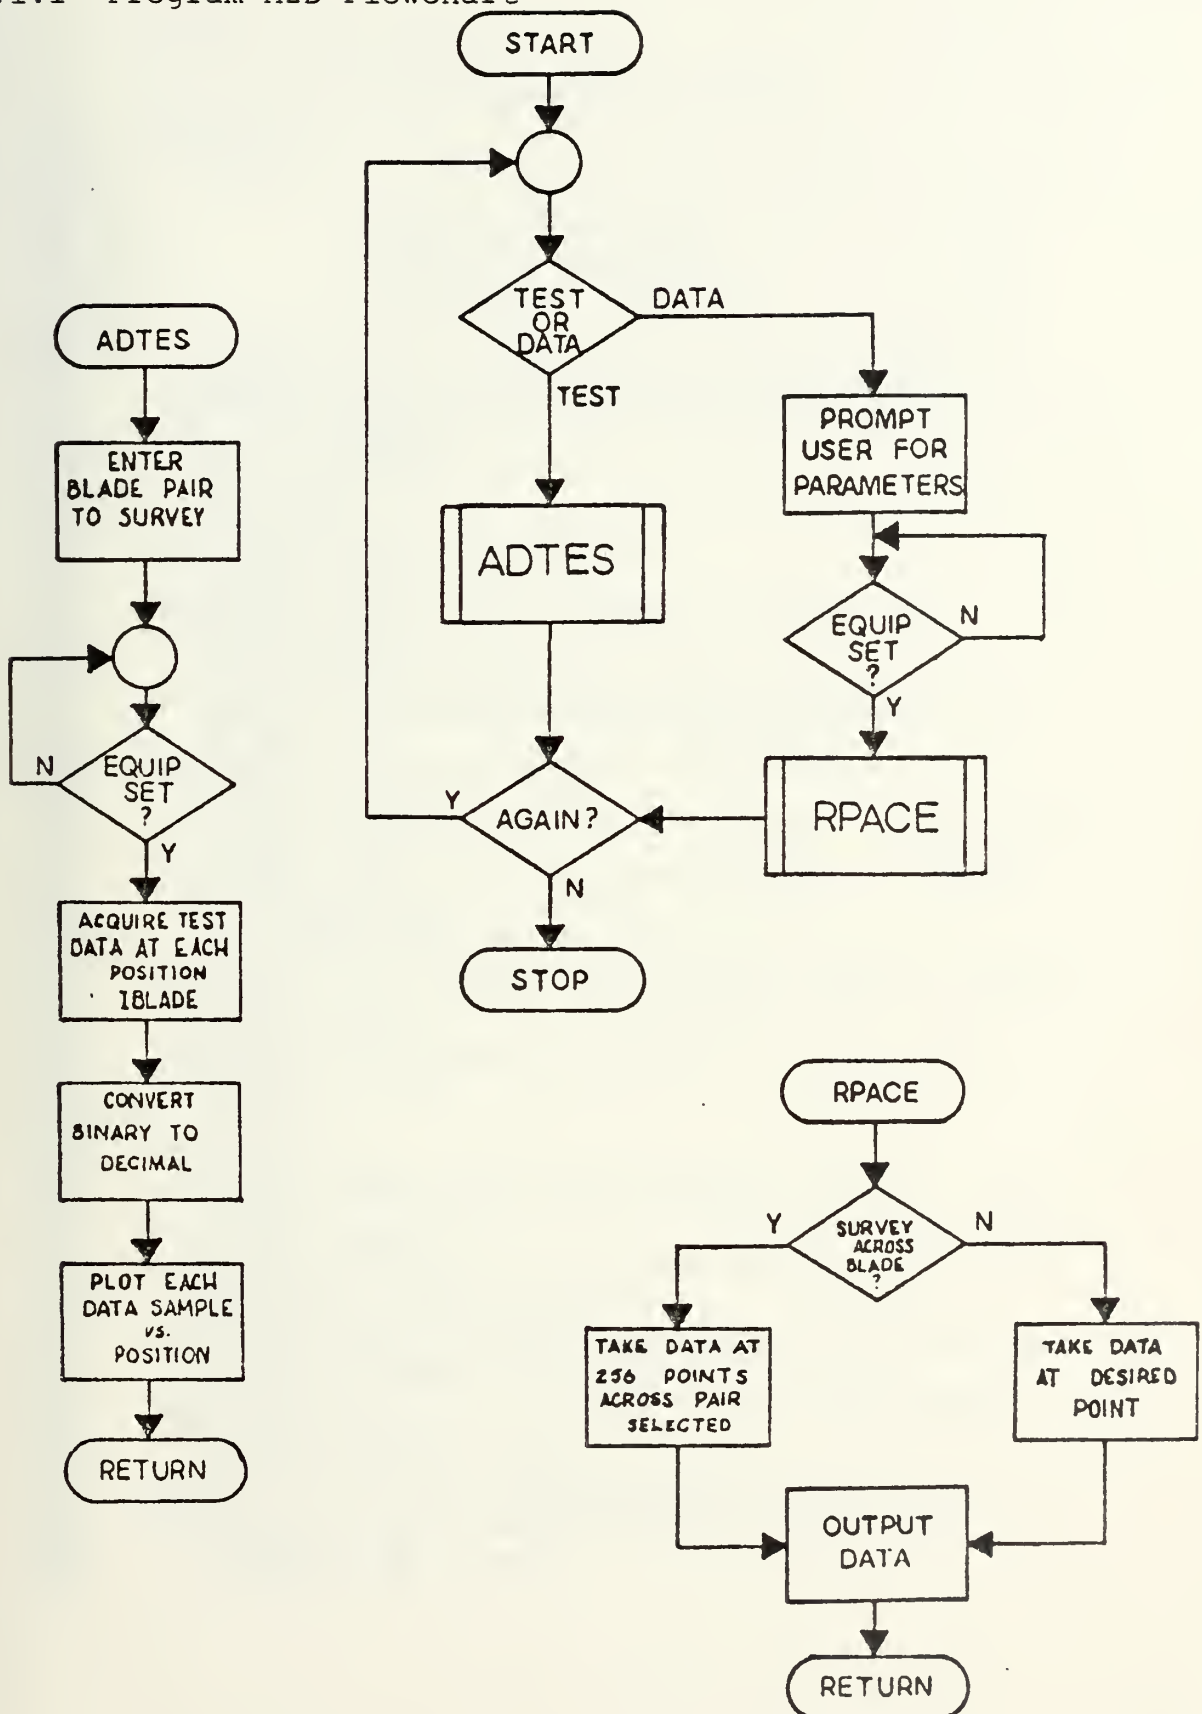 Program
Flowchart
START
TEST
OR
DATA
DATA
TEST
PROMPT
USER FOR
PARAMETERS
ADTES
EQUIP
SET
?
N
Y
RPACE
AGAIN?
Y
N
STOP
ADTES
ENTER
BLADE PAIR
TO SURVEY
EQUIP
SET
?
N
Y
ACQUIRE TEST
DATA AT EACH
POSITION
IBLADE
CONVERT
BINARY TO
DECIMAL
PLOT EACH
DATA SAMPLE
vs.
POSITION
RETURN
RPACE
SURVEY
ACROSS
BLADE
?
Y
N
TAKE DATA AT
256 POINTS
ACROSS PAIR
SELECTED
TAKE DATA
AT DESIRED
POINT
OUTPUT
DATA
RETURN